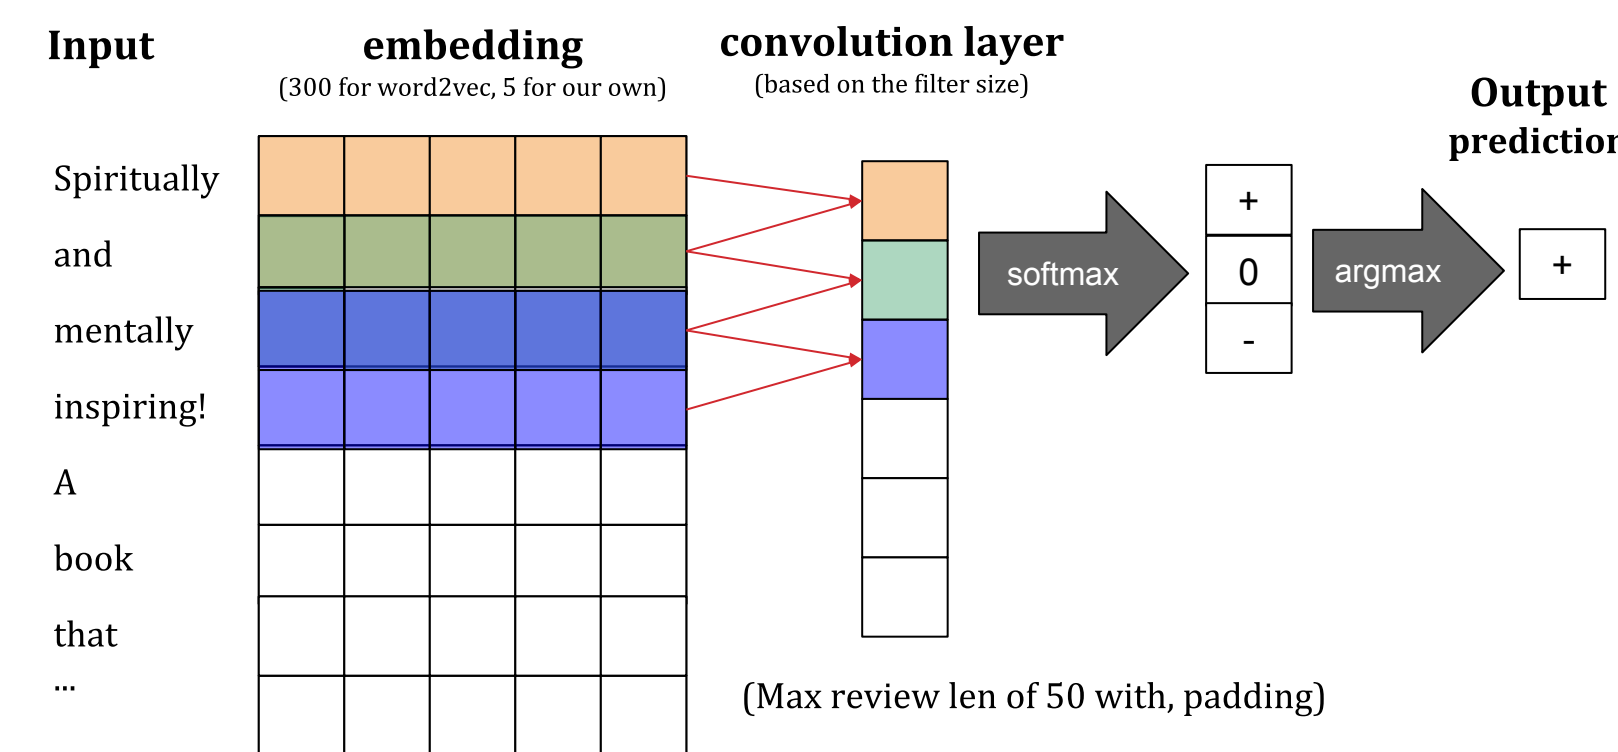 Input
embedding
(300 for word2vec, 5 for our own)
convolution layer
(based on the filter size)
Output
prediction
Spiritually
and
mentally
inspiring!
A
book
that
...
softmax
+
0
-
argmax
+
(Max review len of 50 with, padding)